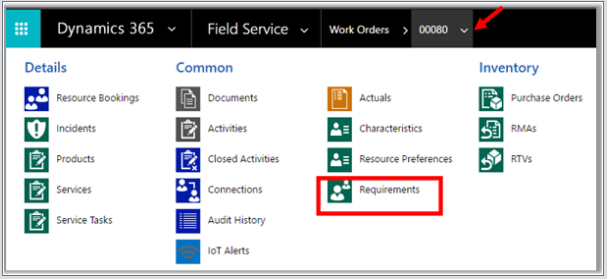 Dynamics 365 Field Service Work Orders > 00080
Details
Resource Bookings
Incidents
Products
Services
Service Tasks
Common
Documents
Activities
Closed Activities
Connections
Audit History
IoT Alerts
Actuals
Characteristics
Resource Preferences
Requirements
Inventory
Purchase Orders
RMAs
RTVs